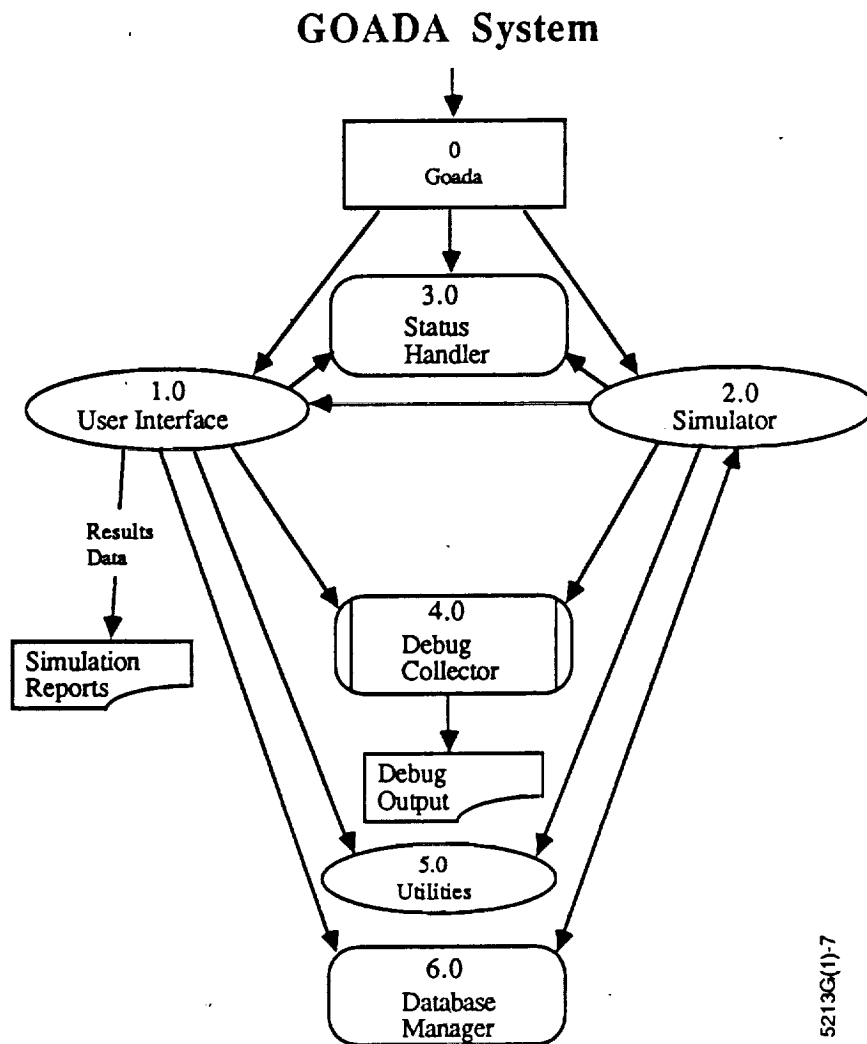 GOADA System
0
Goada
3.0
Status
Handler
1.0
User Interface
2.0
Simulator
Results
Data
4.0
Debug
Collector
Simulation
Reports
Debug
Output
5.0
Utilities
6.0
Database
Manager
5213G(1)-7